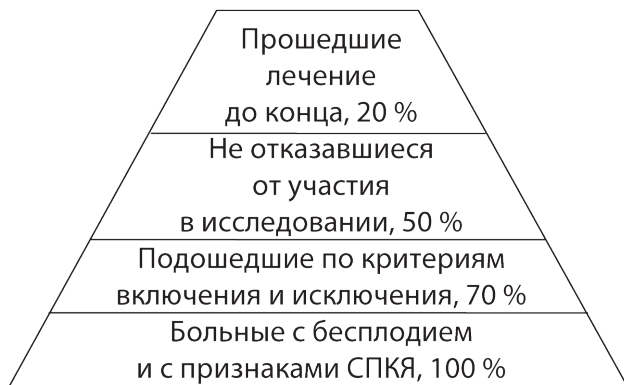 Прошедшие
лечение
до конца, 20 %
Не отказавшиеся
от участия
в исследовании, 50 %
Подошедшие по критериям
включения и исключения, 70 %
Больные с бесплодием
и с признаками СПКЯ, 100 %